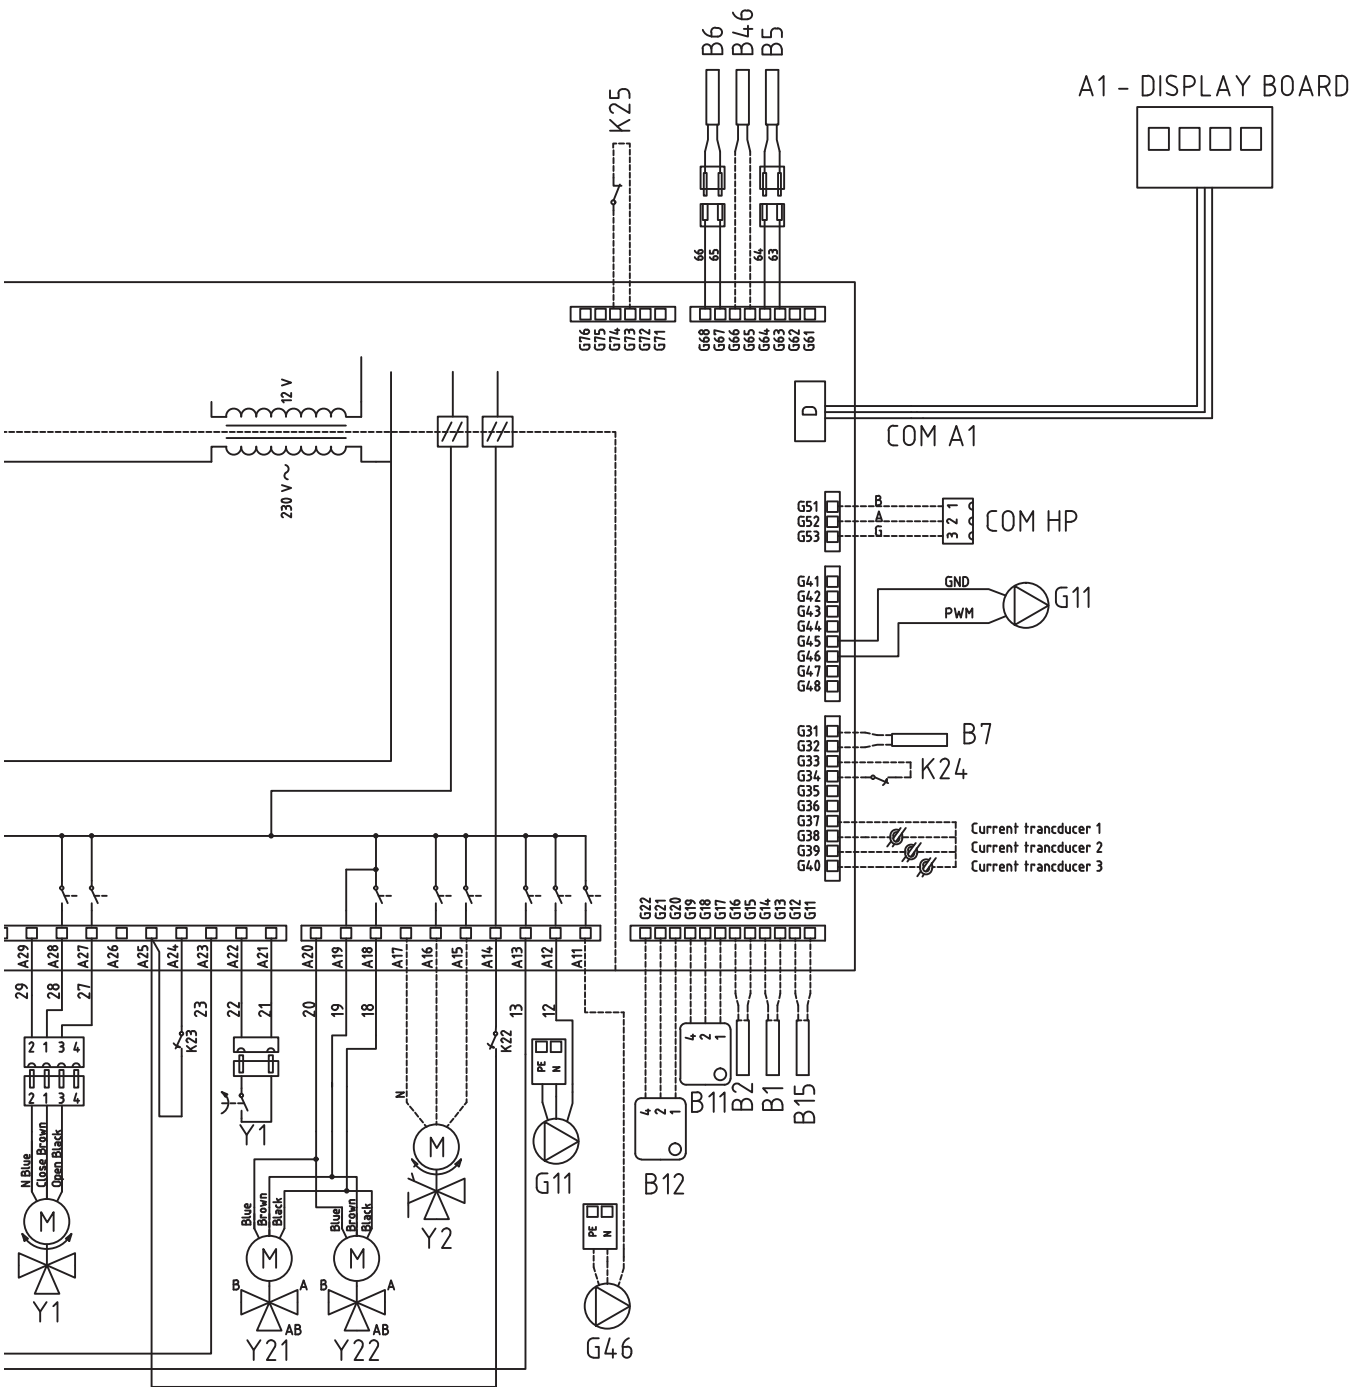 B6
B46
B5
K25
A1 - DISPLAY BOARD
66
65
64
63
G76
G75
G74
G73
G72
G71
G68
G67
G66
G65
G64
G63
G62
G61
12 V
230 V ~
D
COM A1
G51 B 1
G52 A 2
G53 G 3
COM HP
G41
G42
G43
G44
G45
G46
G47
G48
GND
PWM
G11
G31
G32
G33
G34
G35
G36
G37
G38
G39
G40
B7
K24
Current trancducer 1
Current trancducer 2
Current trancducer 3
G22
G21
G20
G19
G18
G17
G16
G15
G14
G13
G12
G11
A29
A28
A27
A26
A25
A24
A23
A22
A21
A20
A19
A18
A17
A16
A15
A14
A13
A12
A11
29
28
27
23
22
21
20
19
18
13
12
K23
K22
2 1 3 4
2 1 3 4
N Blue
Close Brown
Open Black
M
Y1
Y1
N
M
Y2
PE
N
G11
4 2 1
B11
4 2 1
B12
B2
B1
B15
Blue
Brown
Black
Blue
Brown
Black
M
M
B A
B A
AB
AB
Y21
Y22
PE
N
G46